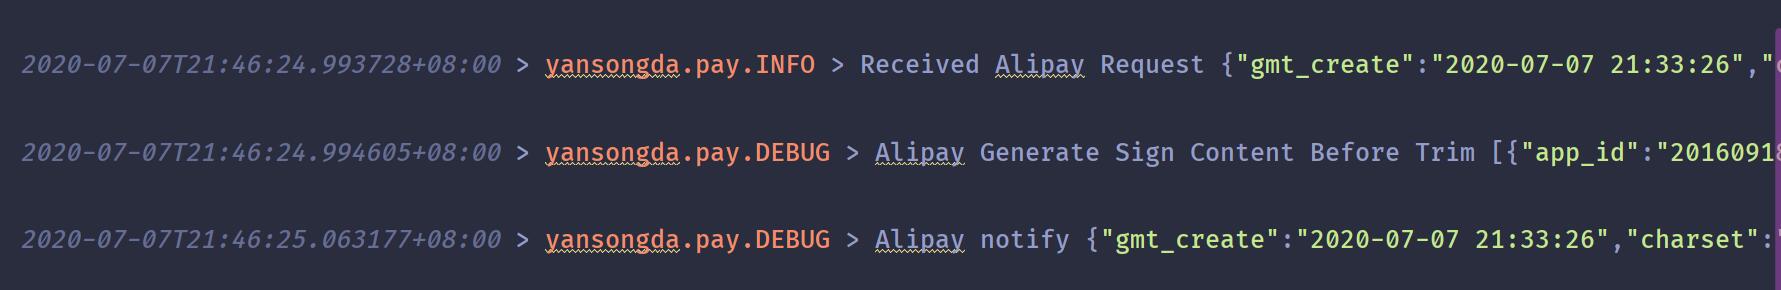 2020-07-07T21:46:24.993728+08:00 > yansongda.pay.INFO > Received Alipay Request {"gmt_create":"2020-07-07 21:33:26","
2020-07-07T21:46:24.994605+08:00 > yansongda.pay.DEBUG > Alipay Generate Sign Content Before Trim [{"app_id":"2016091
2020-07-07T21:46:25.063177+08:00 > yansongda.pay.DEBUG > Alipay notify {"gmt_create":"2020-07-07 21:33:26","charset":